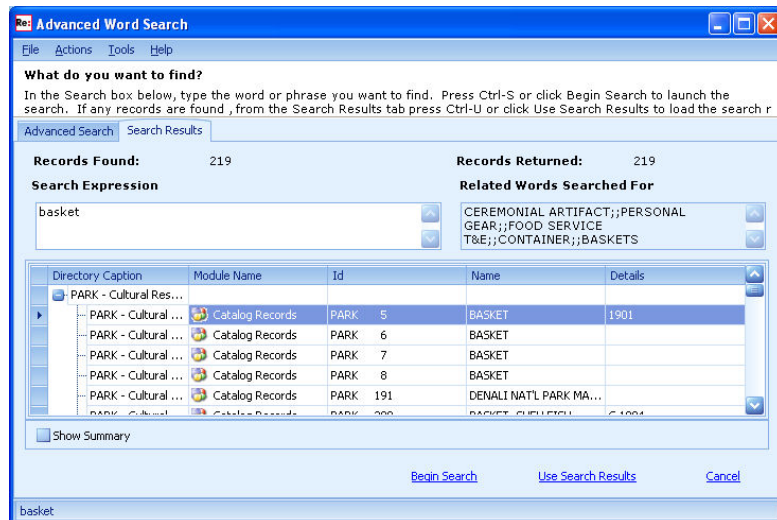 Re: Advanced Word Search
File Actions Tools Help
What do you want to find?
In the Search box below, type the word or phrase you want to find. Press Ctrl-S or click Begin Search to launch the
search. If any records are found , from the Search Results tab press Ctrl-U or click Use Search Results to load the search r
Advanced Search Search Results
Records Found: 219 Records Returned: 219
Search Expression Related Words Searched For
basket
CEREMONIAL ARTIFACT;;PERSONAL
GEAR;;FOOD SERVICE
T&E;;CONTAINER;;BASKETS
Directory Caption Module Name Id Name Details
PARK - Cultural Res...
PARK - Cultural ... Catalog Records PARK 5 BASKET 1901
PARK - Cultural ... Catalog Records PARK 6 BASKET
PARK - Cultural ... Catalog Records PARK 7 BASKET
PARK - Cultural ... Catalog Records PARK 8 BASKET
PARK - Cultural ... Catalog Records PARK 191 DENALI NAT'L PARK MA...
PARK - Cultural ... Catalog Records PARK
Show Summary
Begin Search Use Search Results Cancel
basket